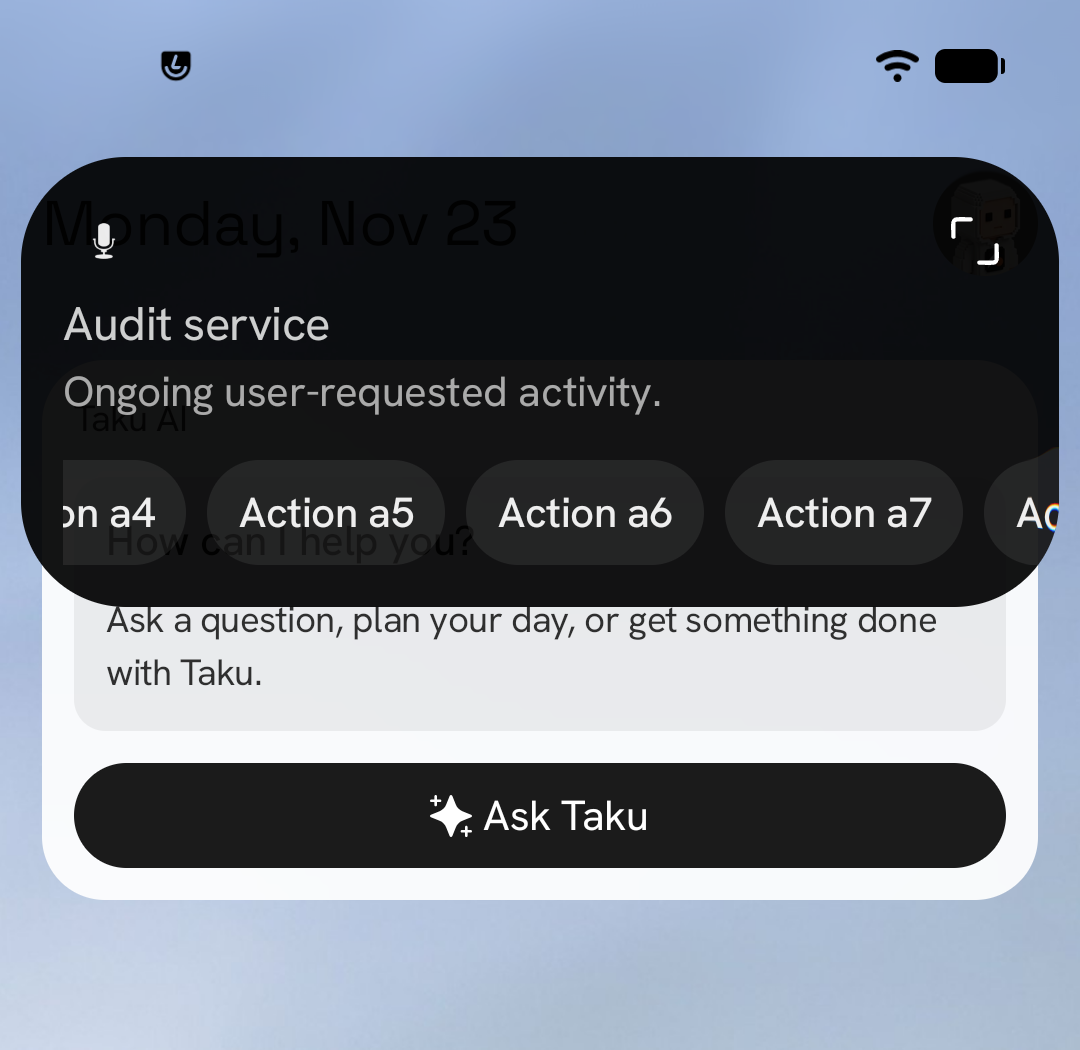 Monday, Nov 23
Audit service
Ongoing user-requested activity.
Taku AI
on a4
Action a5
Action a6
Action a7
Ac
How can I help you?
Ask a question, plan your day, or get something done
with Taku.
Ask Taku